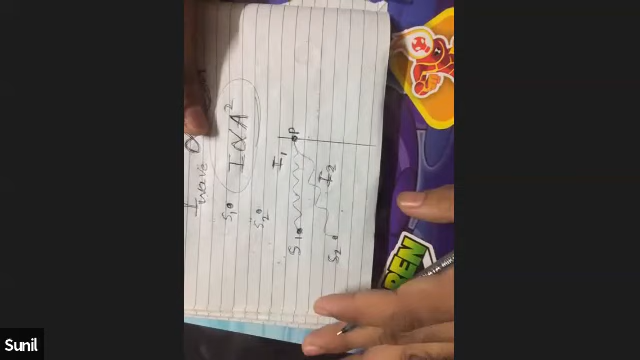 I wave
I ∝ A²
S₁
S₂
I₁
P
I₂
S₁
S₂
BEN
Sunil